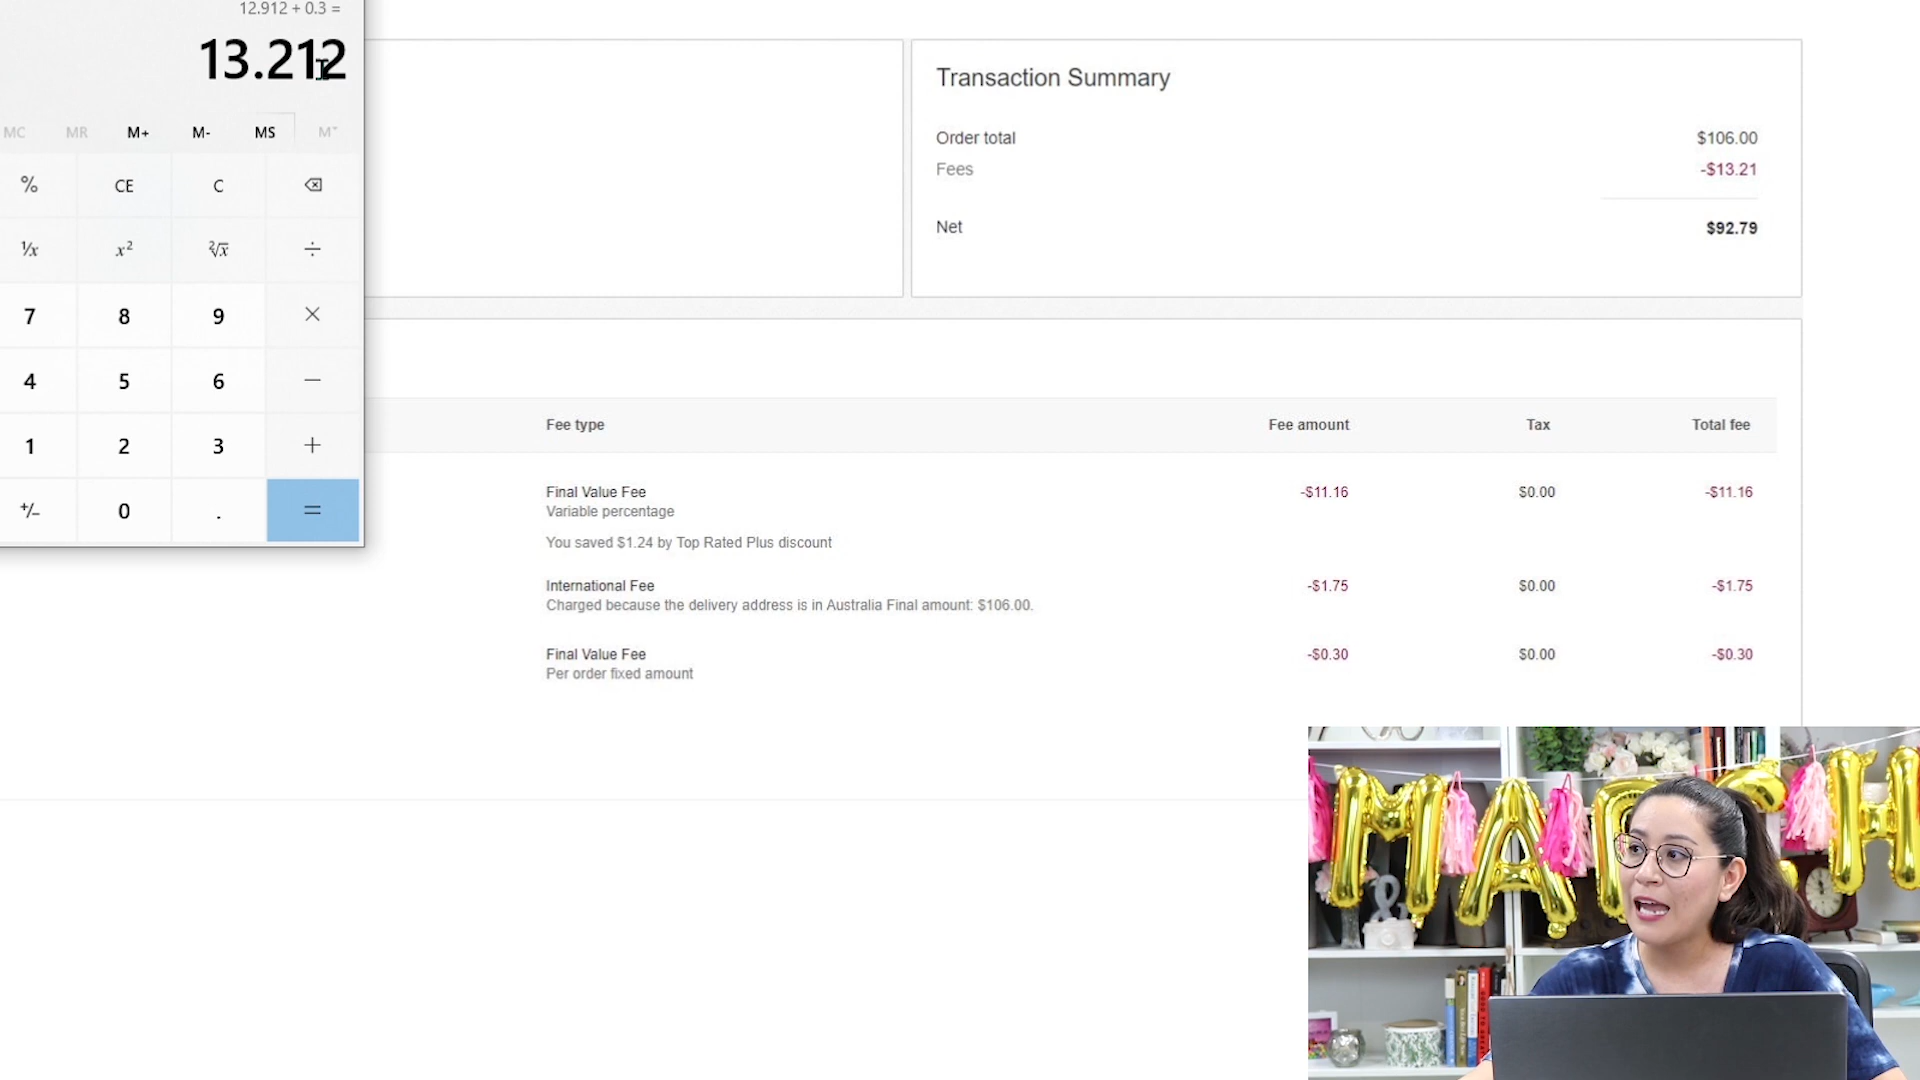 12.912 + 0.3 =
13.212
MC MR M+ M- MS M˅
% CE C
¹/x x² ²√x ÷
7 8 9 ×
4 5 6 −
1 2 3 +
+/− 0 . =
Transaction Summary
Order total $106.00
Fees -$13.21
Net $92.79
Fee type Fee amount Tax Total fee
Final Value Fee -$11.16 $0.00 -$11.16
Variable percentage
You saved $1.24 by Top Rated Plus discount
International Fee -$1.75 $0.00 -$1.75
Charged because the delivery address is in Australia Final amount: $106.00.
Final Value Fee -$0.30 $0.00 -$0.30
Per order fixed amount
MARCH
&